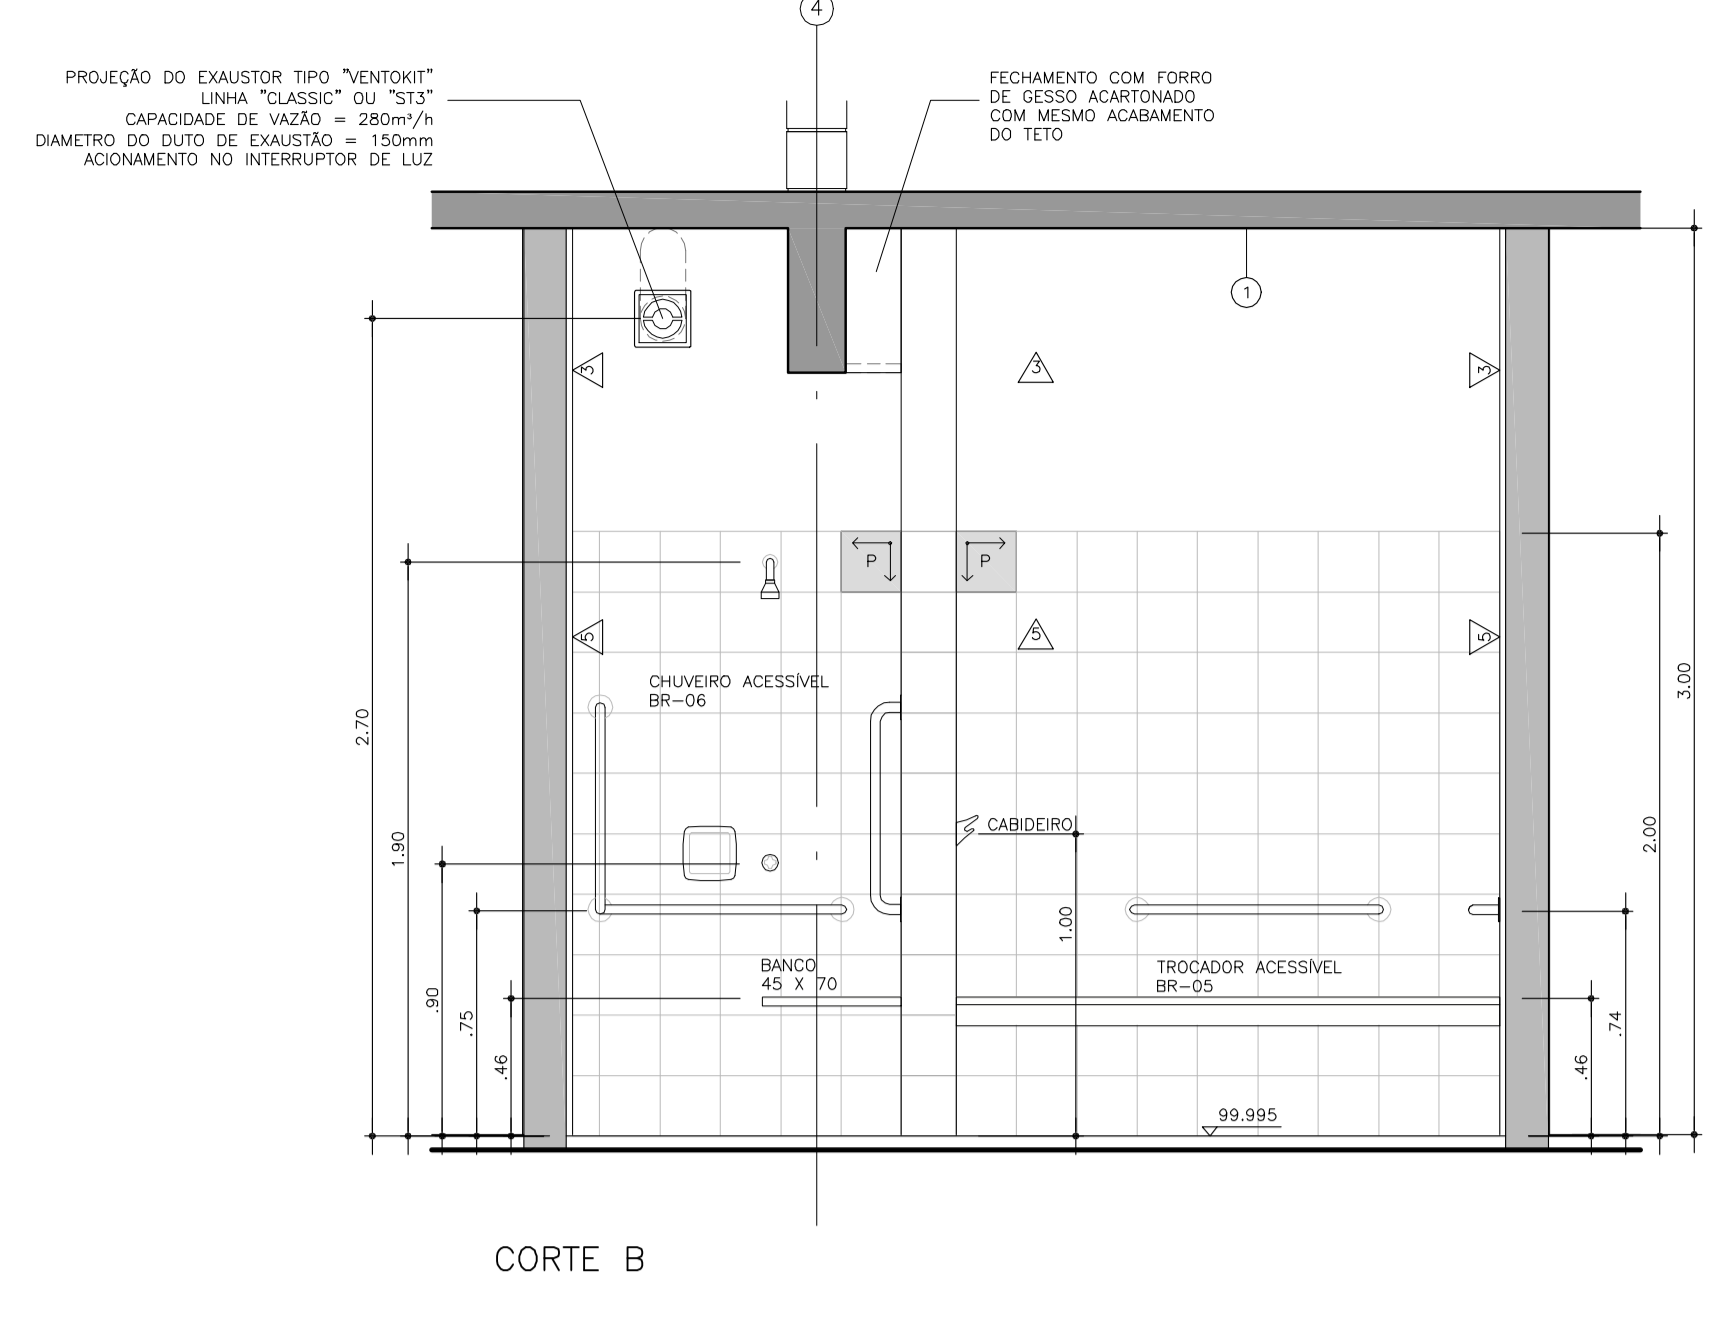 4
PROJEÇÃO DO EXAUSTOR TIPO "VENTOKIT"
LINHA "CLASSIC" OU "ST3"
CAPACIDADE DE VAZÃO = 280m³/h
DIAMETRO DO DUTO DE EXAUSTÃO = 150mm
ACIONAMENTO NO INTERRUPTOR DE LUZ
FECHAMENTO COM FORRO
DE GESSO ACARTONADO
COM MESMO ACABAMENTO
DO TETO
1
3
3
3
P
P
5
5
5
CHUVEIRO ACESSÍVEL
BR-06
CABIDEIRO
BANCO
45 X 70
TROCADOR ACESSÍVEL
BR-05
2.70
1.90
.90
.75
.46
1.00
.46
.74
2.00
3.00
99.995
CORTE B